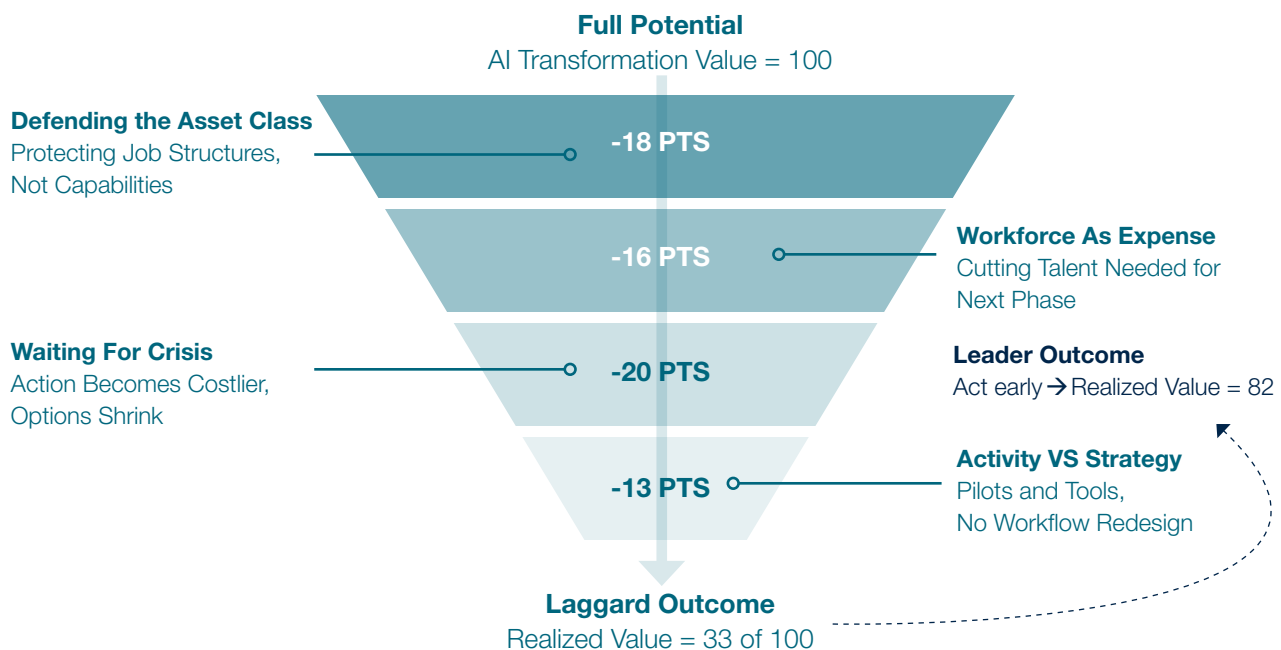 Full Potential
AI Transformation Value = 100
Defending the Asset Class
Protecting Job Structures,
Not Capabilities
-18 PTS
-16 PTS
Workforce As Expense
Cutting Talent Needed for
Next Phase
Waiting For Crisis
Action Becomes Costlier,
Options Shrink
-20 PTS
Leader Outcome
Act early → Realized Value = 82
-13 PTS
Activity VS Strategy
Pilots and Tools,
No Workflow Redesign
Laggard Outcome
Realized Value = 33 of 100